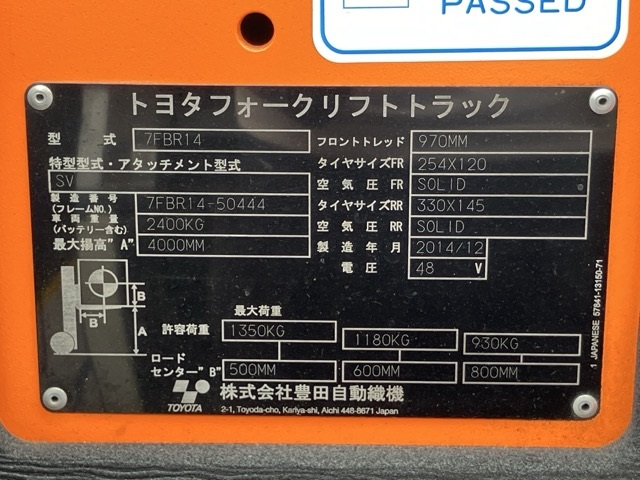 PASSED
トヨタフォークリフトトラック
型 式 7FBR14 フロントトレッド 970MM
特型型式・アタッチメント型式 タイヤサイズFR 254X120
SV 空気圧FR SOLID
製造番号(フレームNO.) 7FBR14-50444 タイヤサイズRR 330X145
車両重量(バッテリー含む) 2400KG 空気圧RR SOLID
最大揚高"A" 4000MM 製造年月 2014/12
電圧 48 V
B
B
A
最大荷重
許容荷重 1350KG 1180KG 930KG
ロード
センター"B" 500MM 600MM 800MM
TOYOTA 株式会社豊田自動織機
2-1, Toyoda-cho, Kariya-shi, Aichi 448-8671 Japan
1 JAPANESE 57841-13150-71